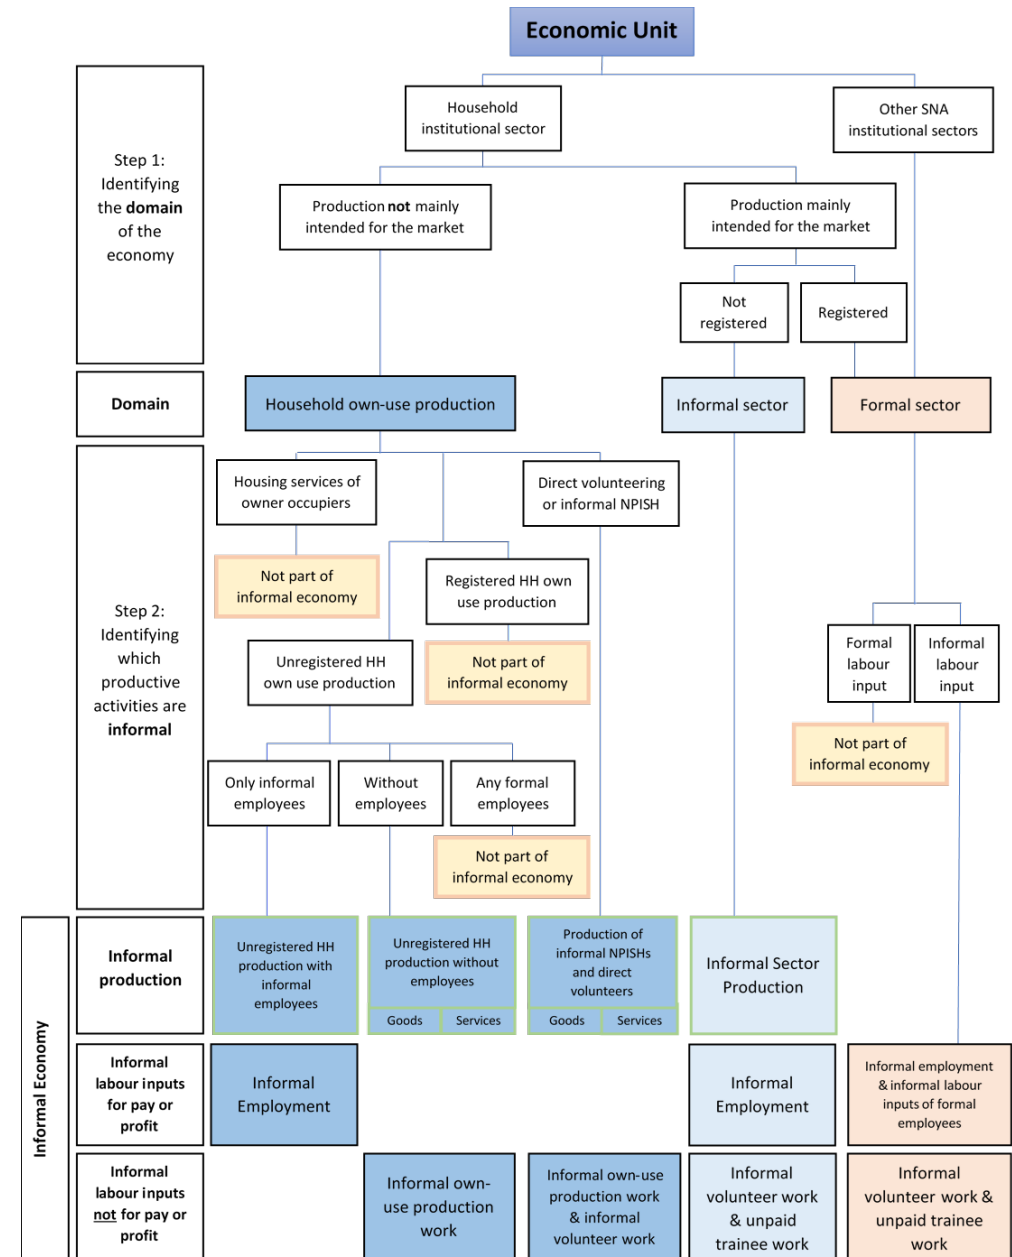 Economic Unit
Household
institutional sector
Other SNA
institutional sectors
Step 1:
Identifying
the domain
of the
economy
Production not mainly
intended for the market
Production mainly
intended for the market
Not
registered
Registered
Domain
Household own-use production
Informal sector
Formal sector
Step 2:
Identifying
which
productive
activities are
informal
Housing services of
owner occupiers
Direct volunteering
or informal NPISH
Not part of
informal economy
Registered HH own
use production
Not part of
informal economy
Unregistered HH
own use production
Formal
labour
input
Informal
labour
input
Not part of
informal economy
Only informal
employees
Without
employees
Any formal
employees
Not part of
informal economy
Informal Economy
Informal
production
Unregistered HH
production with
informal
employees
Unregistered HH
production without
employees
Goods
Services
Production of
informal NPISHs
and direct
volunteers
Goods
Services
Informal Sector
Production
Informal
labour inputs
for pay or
profit
Informal
Employment
Informal
Employment
Informal employment
& informal labour
inputs of formal
employees
Informal
labour inputs
not for pay or
profit
Informal own-
use production
work
Informal own-use
production work
& informal
volunteer work
Informal
volunteer work
& unpaid
trainee work
Informal
volunteer work &
unpaid trainee
work